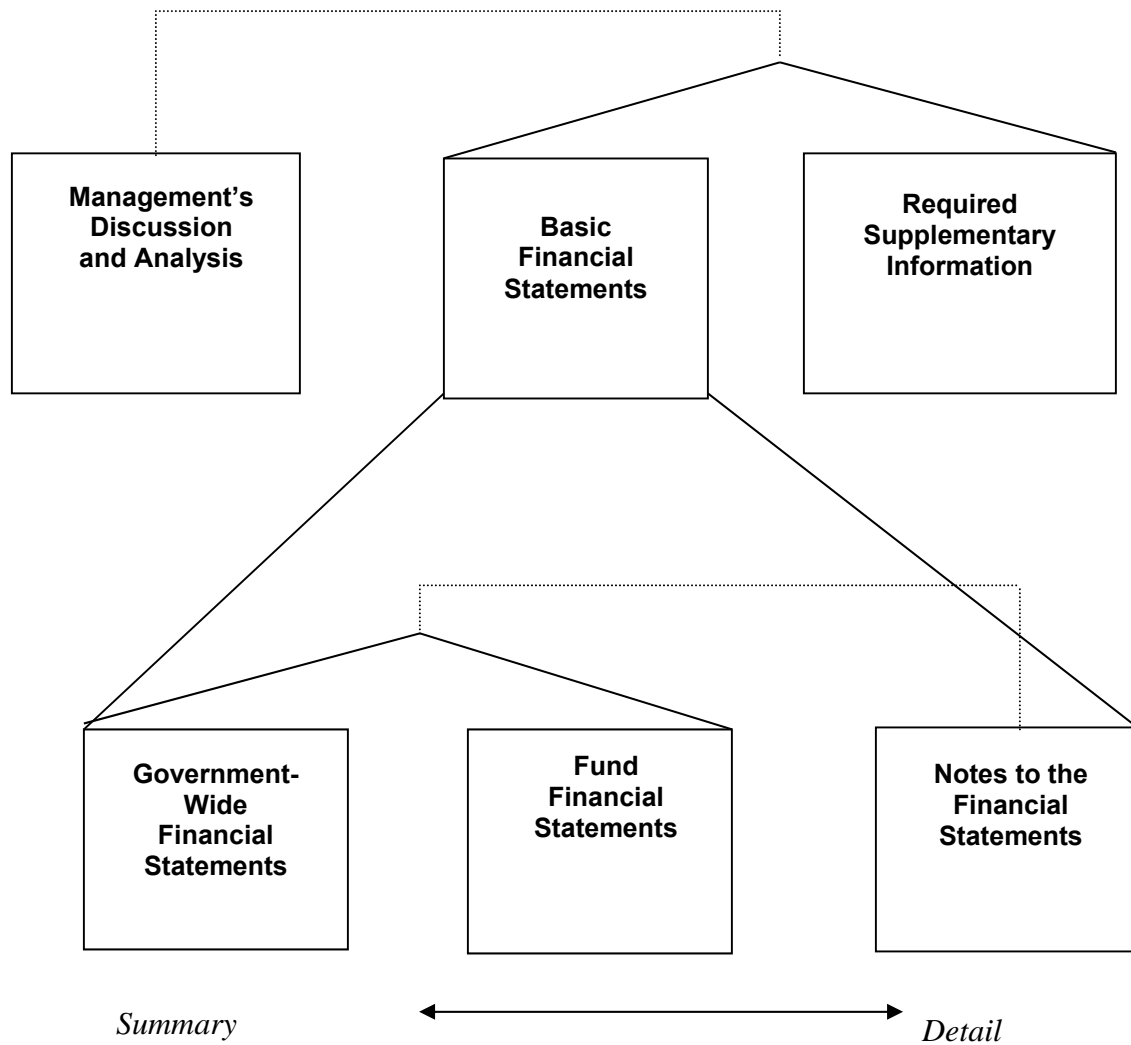 Management’s
Discussion
and Analysis
Basic
Financial
Statements
Required
Supplementary
Information
Government-
Wide
Financial
Statements
Fund
Financial
Statements
Notes to the
Financial
Statements
Summary
Detail